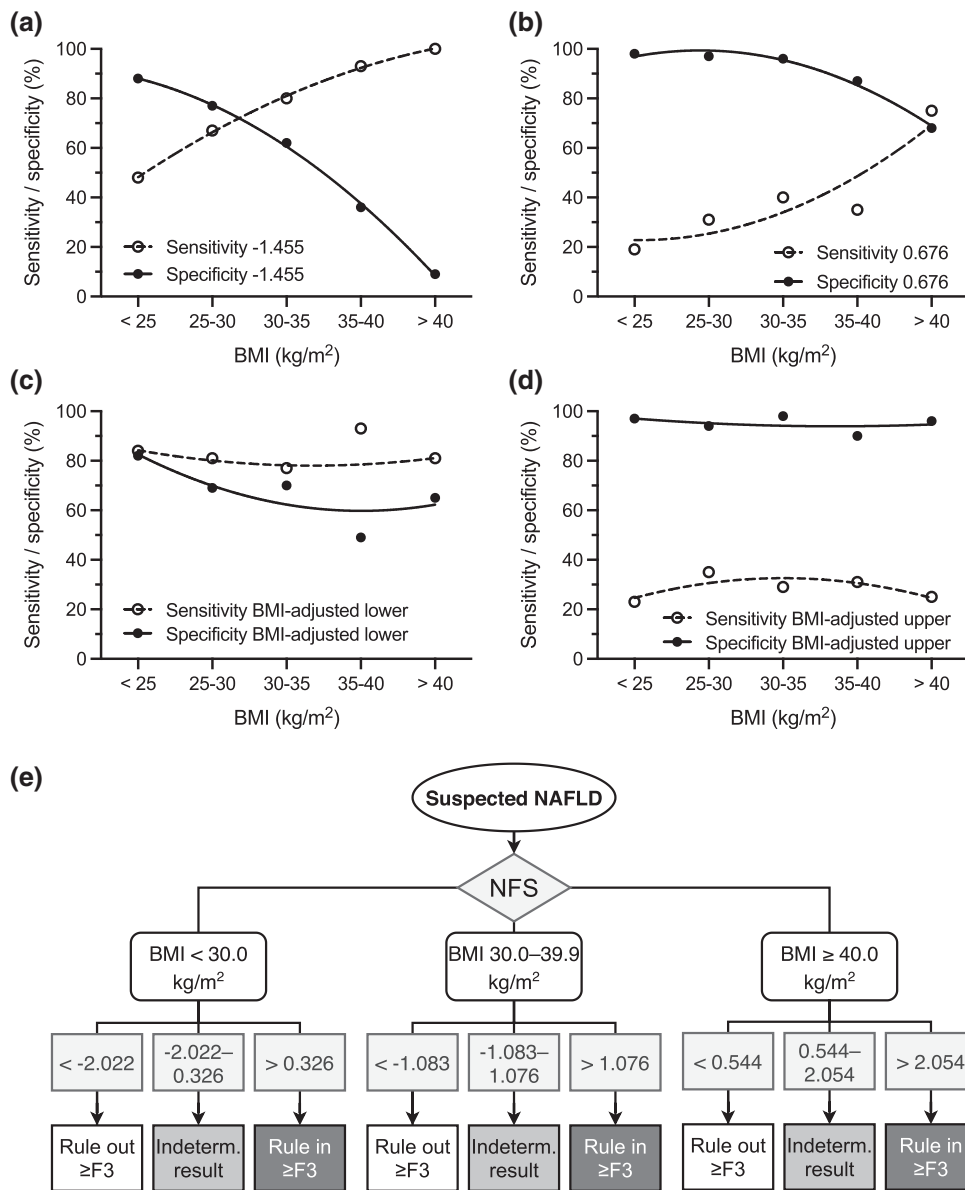 (a)
Sensitivity / specificity (%)
100
80
60
40
20
0
Sensitivity -1.455
Specificity -1.455
< 25
25-30
30-35
35-40
> 40
BMI (kg/m²)
(b)
Sensitivity / specificity (%)
100
80
60
40
20
0
Sensitivity 0.676
Specificity 0.676
< 25
25-30
30-35
35-40
> 40
BMI (kg/m²)
(c)
Sensitivity / specificity (%)
100
80
60
40
20
0
Sensitivity BMI-adjusted lower
Specificity BMI-adjusted lower
< 25
25-30
30-35
35-40
> 40
BMI (kg/m²)
(d)
Sensitivity / specificity (%)
100
80
60
40
20
0
Sensitivity BMI-adjusted upper
Specificity BMI-adjusted upper
< 25
25-30
30-35
35-40
> 40
BMI (kg/m²)
(e)
Suspected NAFLD
NFS
BMI < 30.0
kg/m²
BMI 30.0–39.9
kg/m²
BMI ≥ 40.0
kg/m²
< -2.022
-2.022–
0.326
> 0.326
< -1.083
-1.083–
1.076
> 1.076
< 0.544
0.544–
2.054
> 2.054
Rule out
≥F3
Indeterm.
result
Rule in
≥F3
Rule out
≥F3
Indeterm.
result
Rule in
≥F3
Rule out
≥F3
Indeterm.
result
Rule in
≥F3